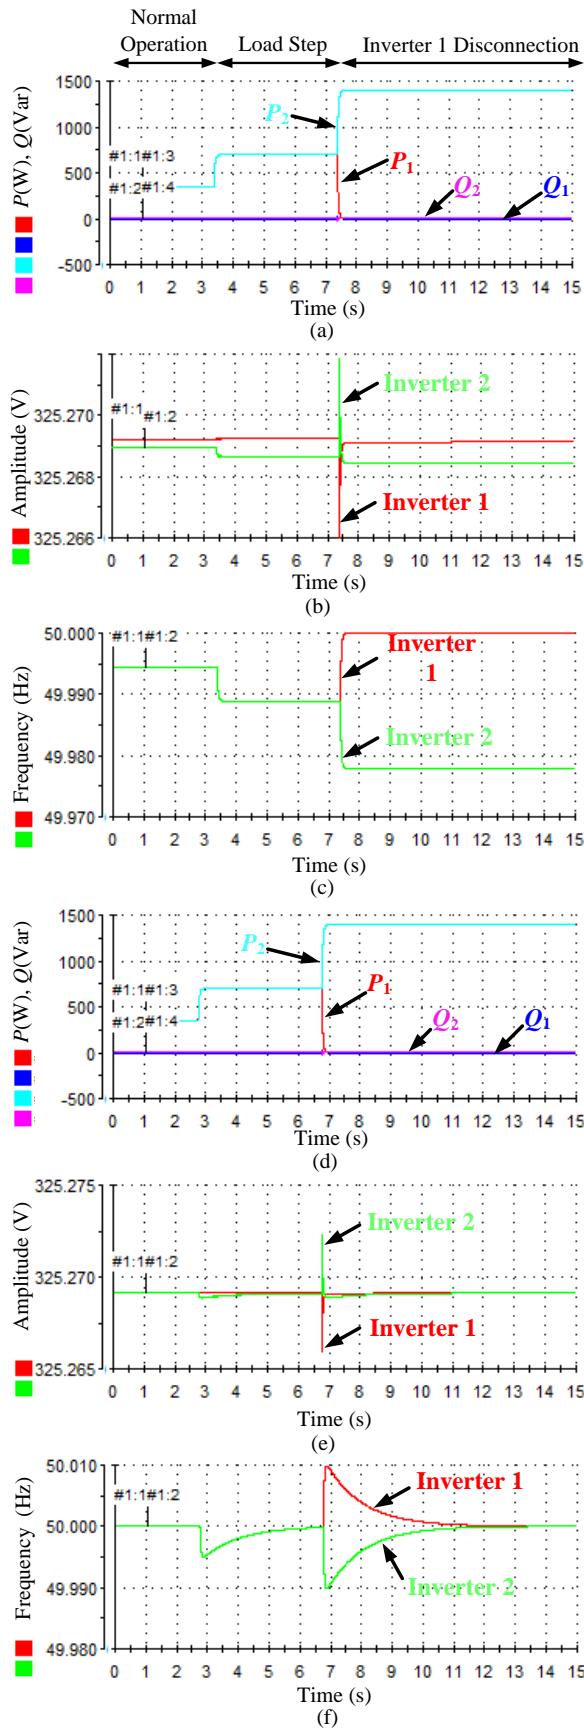 Normal
Operation
Load Step
Inverter 1 Disconnection
P(W), Q(Var)
1500
1000
500
0
-500
#1:1#1:3
#1:2#1:4
P2
P1
Q2
Q1
0 1 2 3 4 5 6 7 8 9 10 11 12 13 14 15
Time (s)
(a)
Amplitude (V)
325.270
325.268
325.266
#1:1
#1:2
Inverter 2
Inverter 1
0 1 2 3 4 5 6 7 8 9 10 11 12 13 14 15
Time (s)
(b)
Frequency (Hz)
50.000
49.990
49.980
49.970
#1:1#1:2
Inverter
1
Inverter 2
0 1 2 3 4 5 6 7 8 9 10 11 12 13 14 15
Time (s)
(c)
P(W), Q(Var)
1500
1000
500
0
-500
#1:1#1:3
#1:2#1:4
P2
P1
Q2
Q1
0 1 2 3 4 5 6 7 8 9 10 11 12 13 14 15
Time (s)
(d)
Amplitude (V)
325.275
325.270
325.265
#1:1#1:2
Inverter 2
Inverter 1
0 1 2 3 4 5 6 7 8 9 10 11 12 13 14 15
Time (s)
(e)
Frequency (Hz)
50.010
50.000
49.990
49.980
#1:1#1:2
Inverter 1
Inverter 2
0 1 2 3 4 5 6 7 8 9 10 11 12 13 14 15
Time (s)
(f)